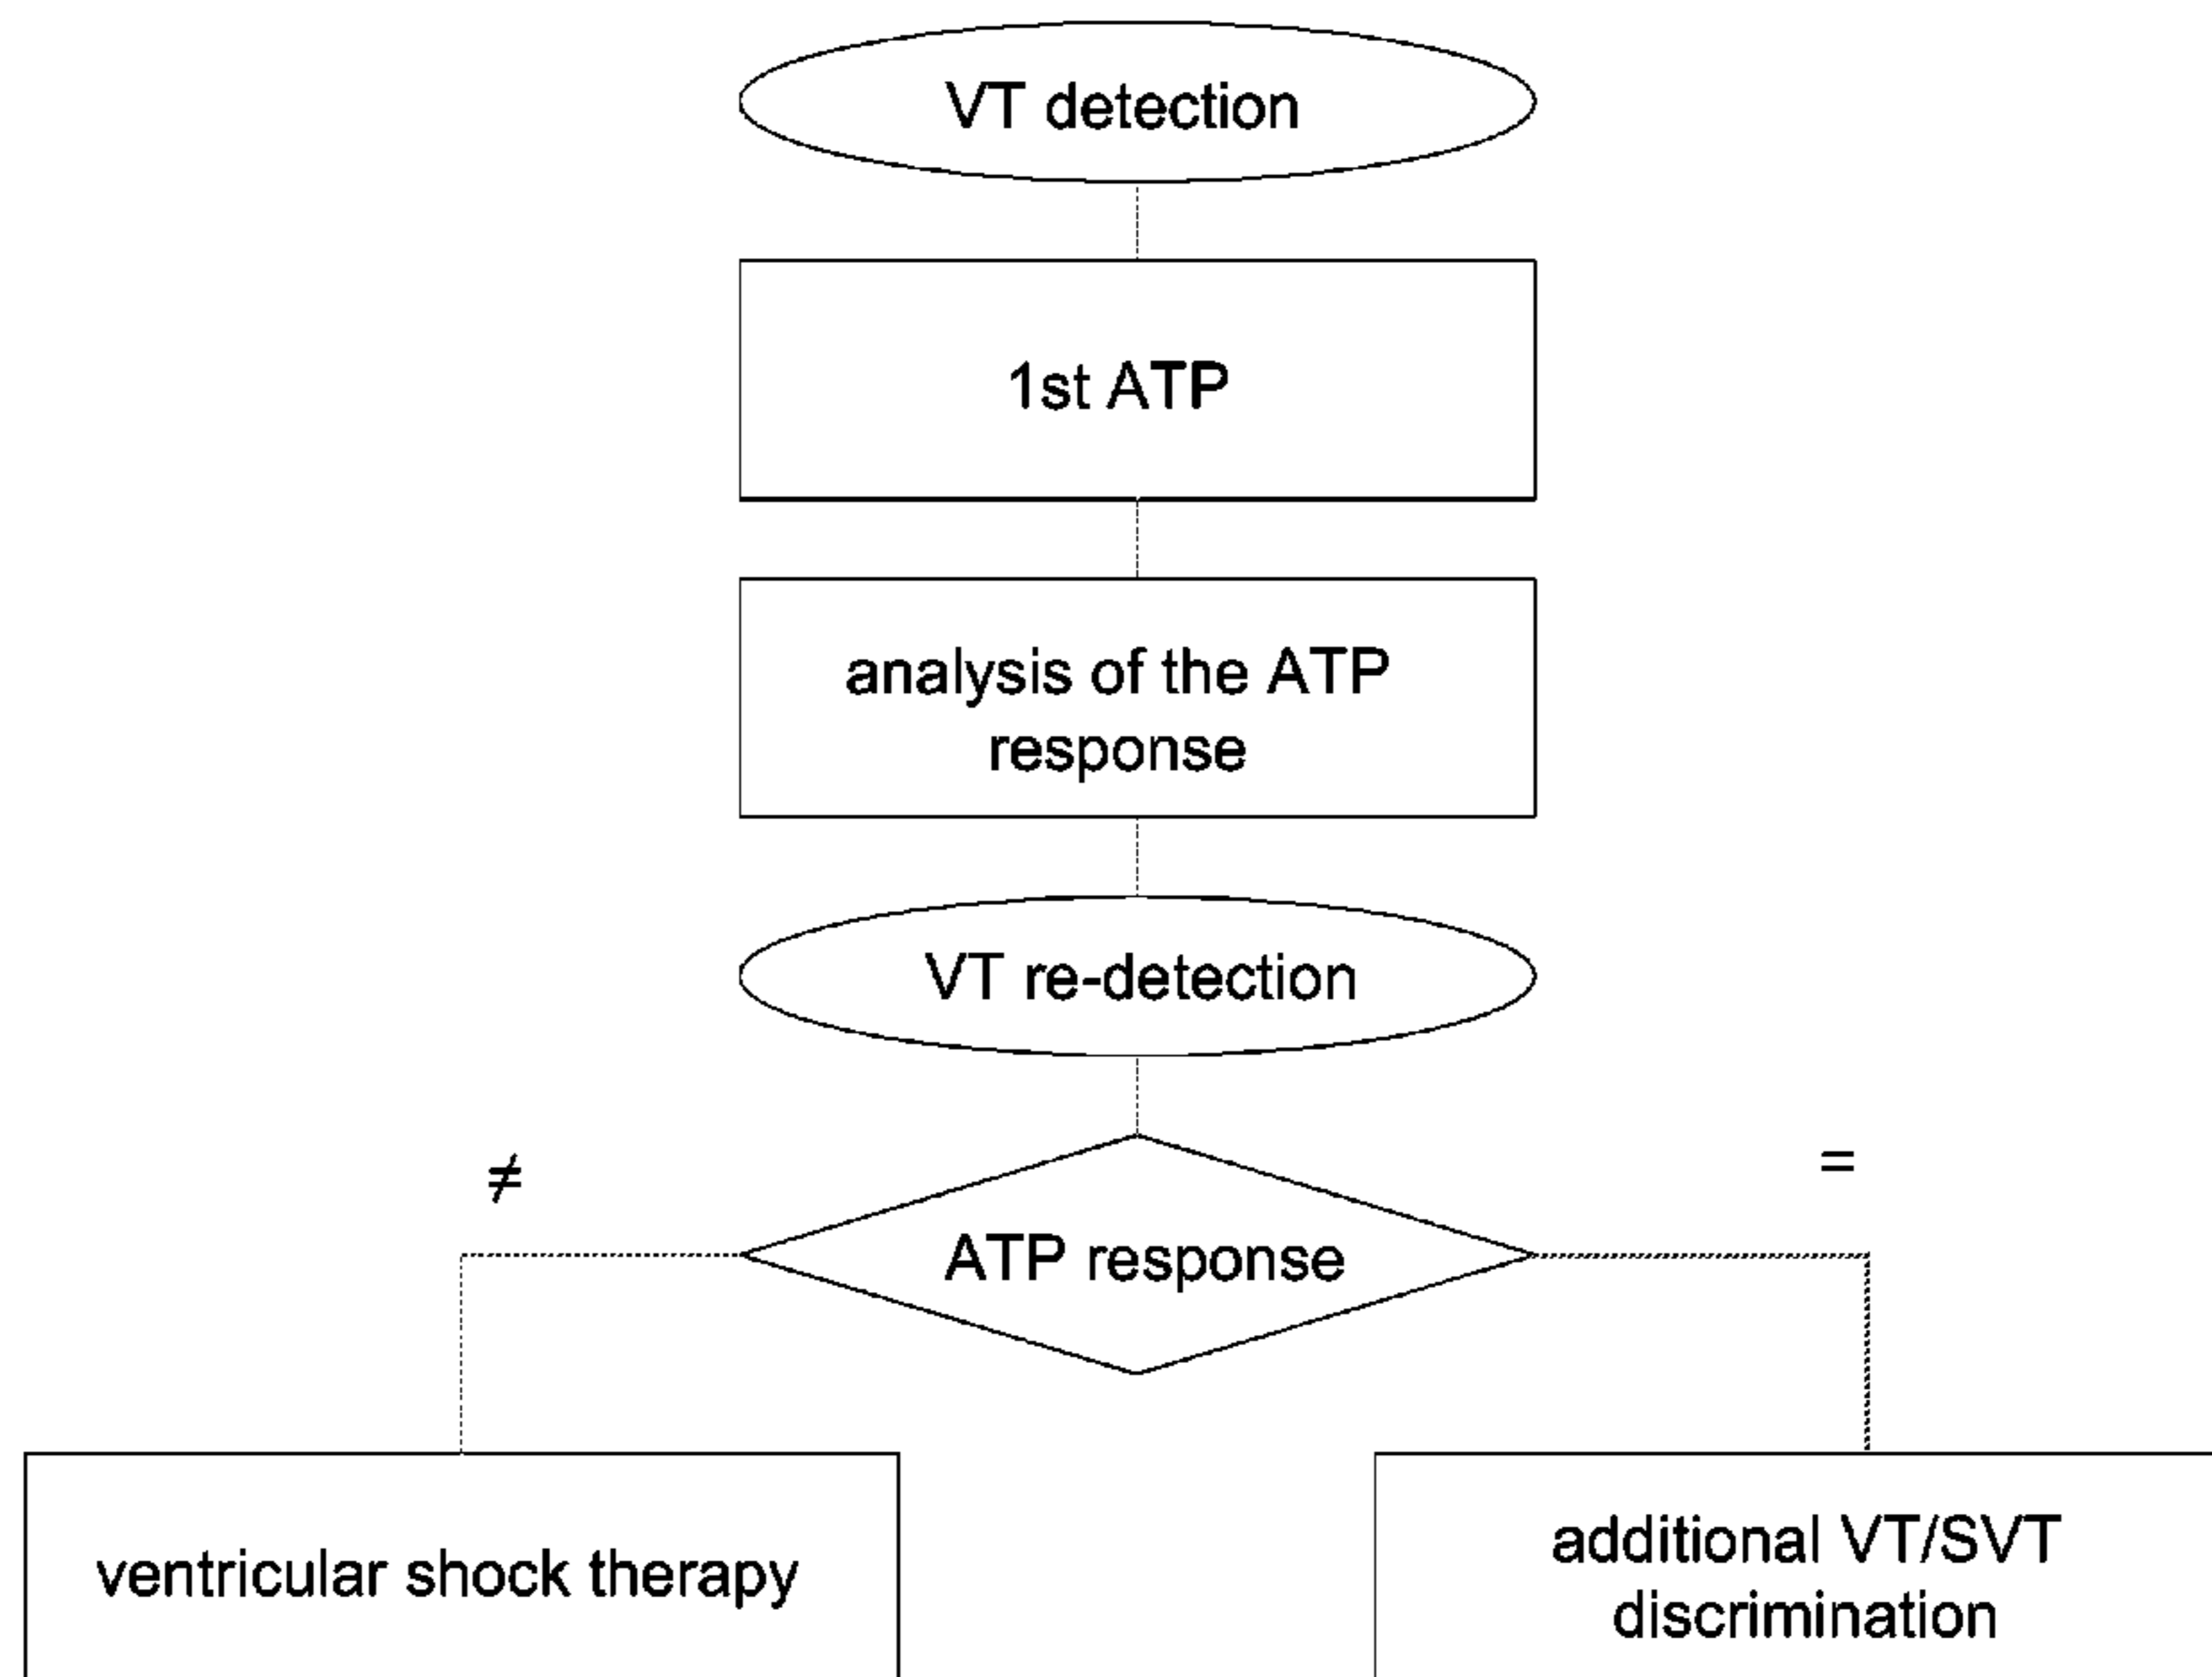 VT detection
1st ATP
analysis of the ATP
response
VT re-detection
≠
=
ATP response
ventricular shock therapy
additional VT/SVT
discrimination